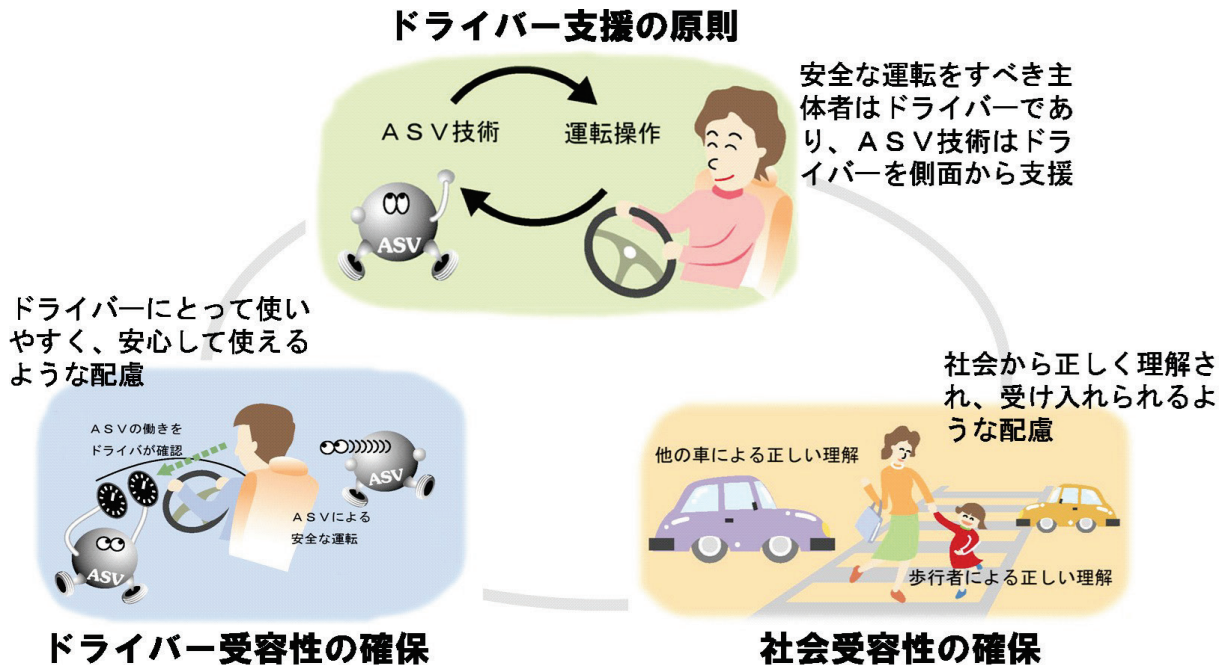 ドライバー支援の原則
ASV技術
運転操作
ASV
安全な運転をすべき主
体者はドライバーであ
り、ASV技術はドラ
イバーを側面から支援
ドライバーにとって使い
やすく、安心して使える
ような配慮
ASVの働きを
ドライバが確認
ASV
ASV
ASVによる
安全な運転
ドライバー受容性の確保
社会から正しく理解さ
れ、受け入れられるよ
うな配慮
他の車による正しい理解
歩行者による正しい理解
社会受容性の確保